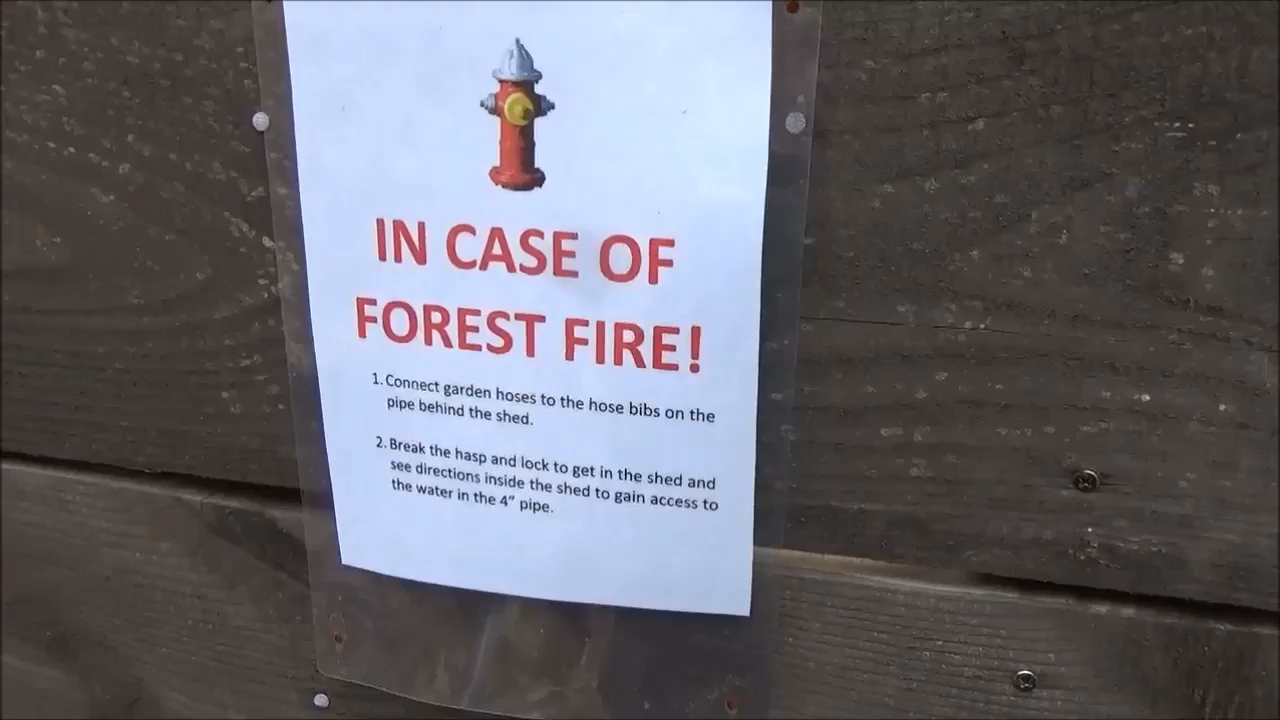 IN CASE OF
FOREST FIRE!
1. Connect garden hoses to the hose bibs on the
pipe behind the shed.
2. Break the hasp and lock to get in the shed and
see directions inside the shed to gain access to
the water in the 4” pipe.